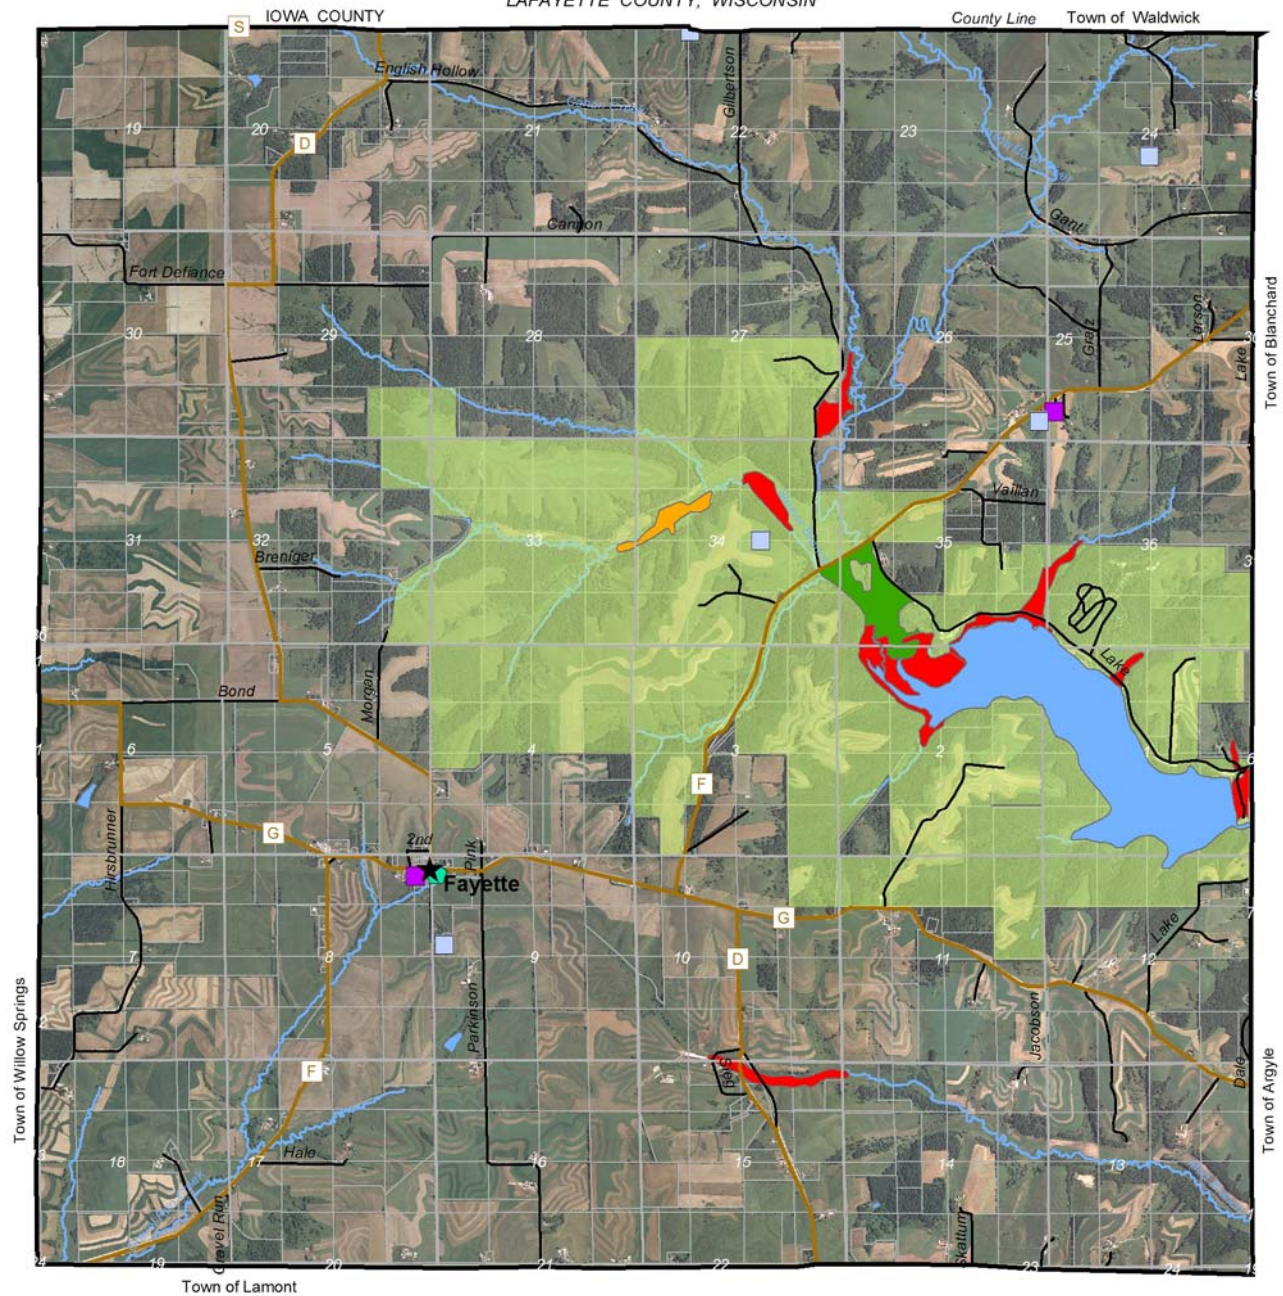 LAFAYETTE COUNTY, WISCONSIN
IOWA COUNTY
County Line
Town of Waldwick
S
English Hollow
Gilbertson
19
20
21
22
23
24
D
Cannon
Gant
Fort Defiance
30
29
28
27
26
25
30
Gratz
Larson
Lake
Town of Blanchard
Vaillan
31
32
33
34
35
36
Breniger
Lake
Bond
Morgan
6
5
4
3
2
F
G
2nd
Pink
Hirsbrunner
Fayette
G
Lake
7
8
9
10
11
12
D
Parkinson
Jacobson
Dale
Town of Willow Springs
F
Town of Argyle
18
17
Hale
16
15
14
13
Gravel Run
Skattum
19
20
21
22
23
24
Town of Lamont